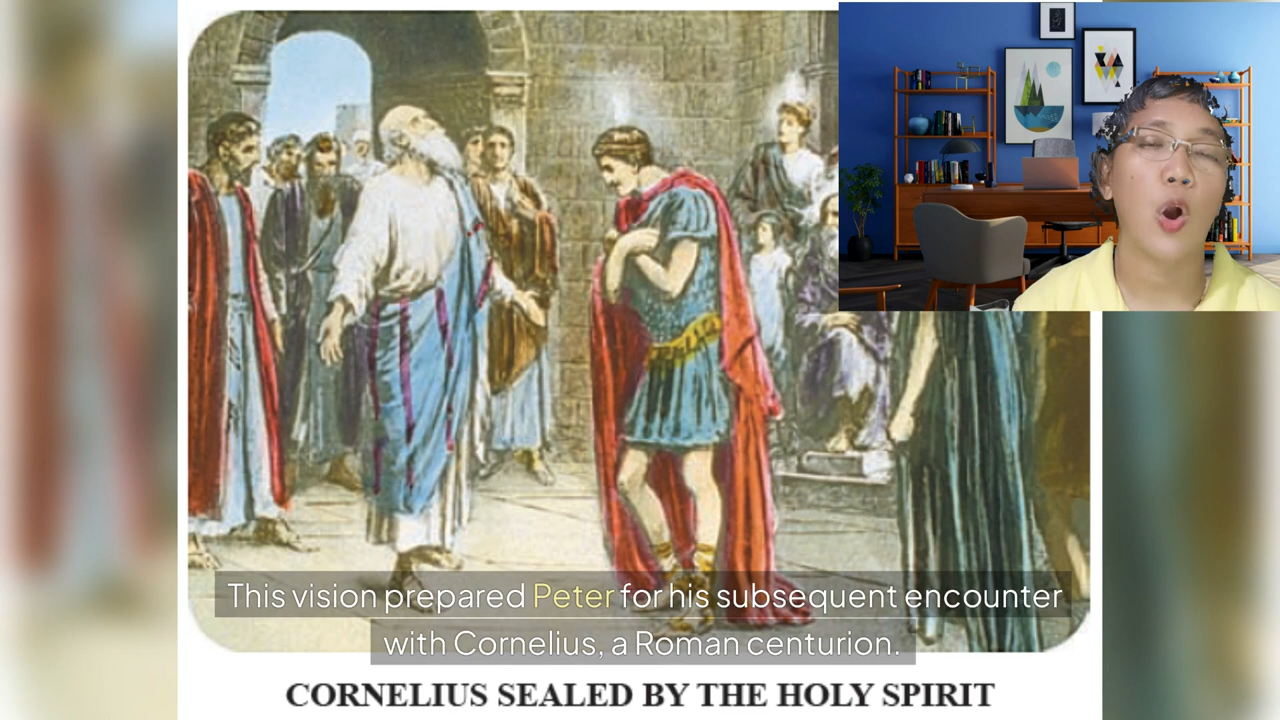 This vision prepared Peter for his subsequent encounter
with Cornelius, a Roman centurion.
CORNELIUS SEALED BY THE HOLY SPIRIT